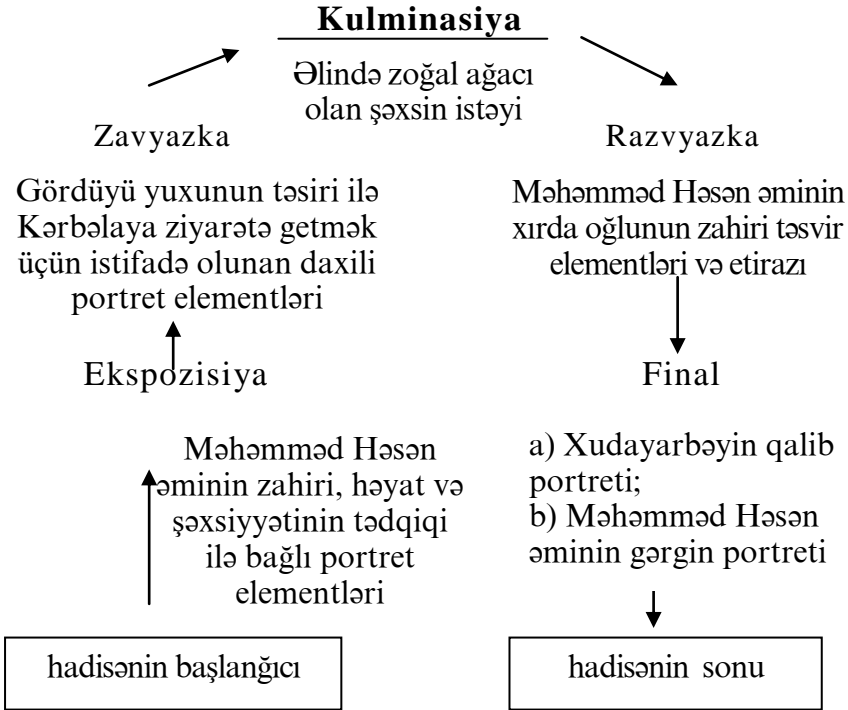 Kulminasiya
Əlində zoğal ağacı
olan şəxsin istəyi
Zavyazka
Gördüyü yuxunun təsiri ilə
Kərbəlaya ziyarətə getmək
üçün istifadə olunan daxili
portret elementləri
Ekspozisiya
Məhəmməd Həsən
əminin zahiri, həyat və
şəxsiyyətinin tədqiqi
ilə bağlı portret
elementləri
hadisənin başlanğıcı
Razvyazka
Məhəmməd Həsən əminin
xırda oğlunun zahiri təsvir
elementləri və etirazı
Final
a) Xudayarbəyin qalib
portreti;
b) Məhəmməd Həsən
əminin gərgin portreti
hadisənin sonu